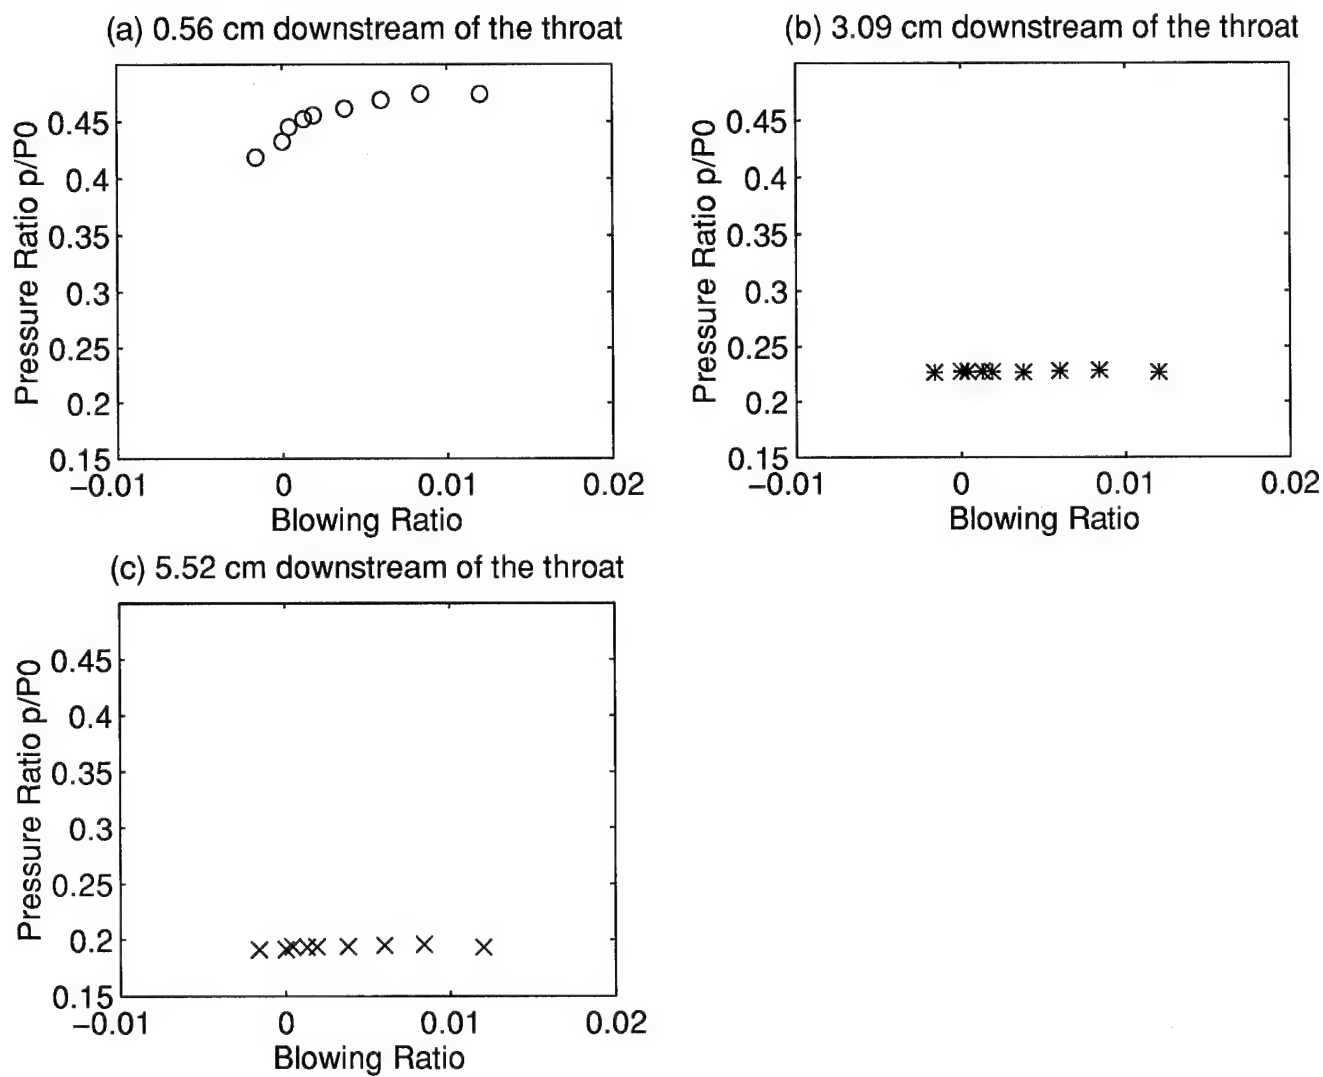 (a) 0.56 cm downstream of the throat
Pressure Ratio p/P0
0.45
0.4
0.35
0.3
0.25
0.2
0.15
−0.01 0 0.01 0.02
Blowing Ratio
(b) 3.09 cm downstream of the throat
Pressure Ratio p/P0
0.45
0.4
0.35
0.3
0.25
0.2
0.15
−0.01 0 0.01 0.02
Blowing Ratio
(c) 5.52 cm downstream of the throat
Pressure Ratio p/P0
0.45
0.4
0.35
0.3
0.25
0.2
0.15
−0.01 0 0.01 0.02
Blowing Ratio